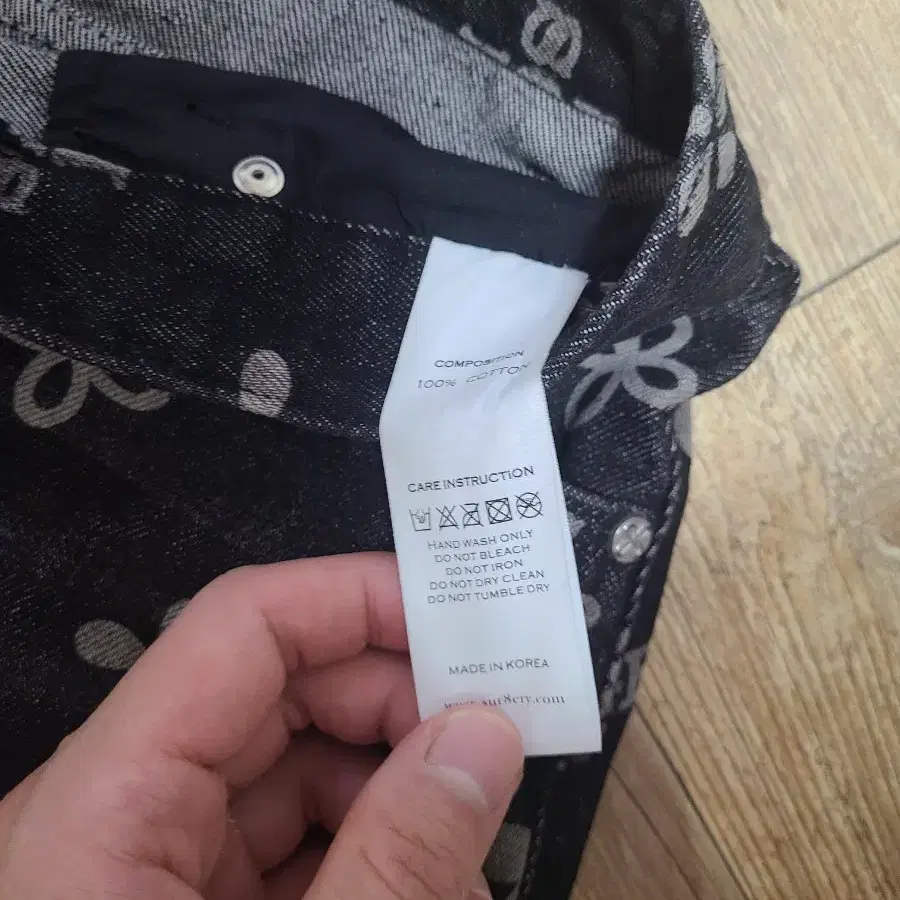 COMPOSITION
100% COTTON
CARE INSTRUCTION
HAND WASH ONLY
DO NOT BLEACH
DO NOT IRON
DO NOT DRY CLEAN
DO NOT TUMBLE DRY
MADE IN KOREA